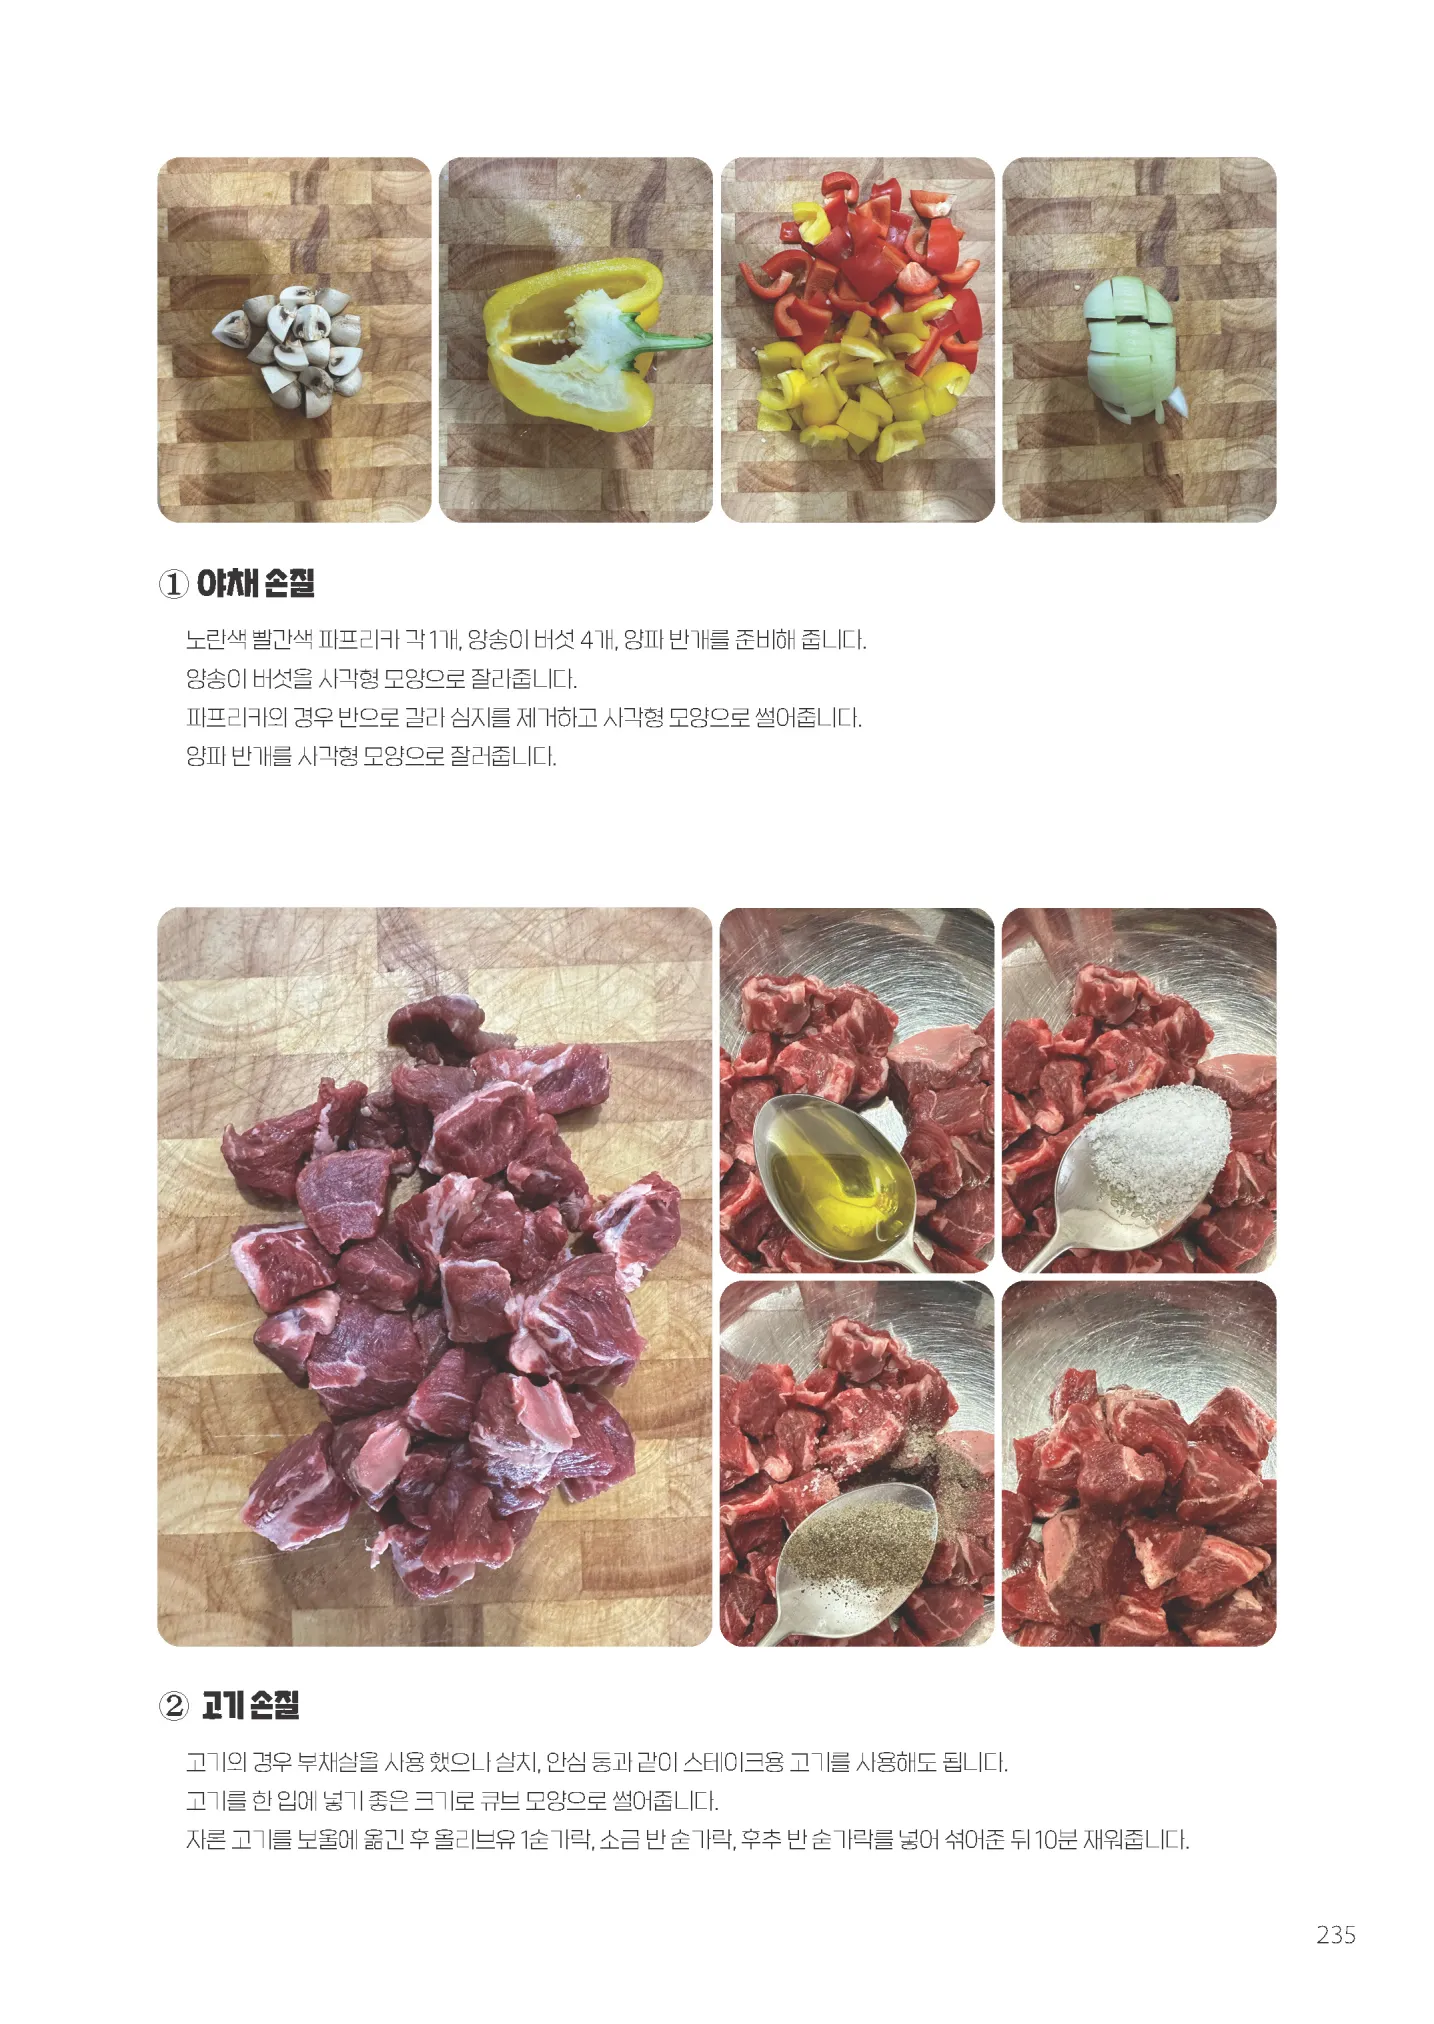 ① 야채 손질
노란색 빨간색 파프리카 각 1개, 양송이 버섯 4개, 양파 반개를 준비해 줍니다.
양송이 버섯을 사각형 모양으로 잘라줍니다.
파프리카의 경우 반으로 갈라 심지를 제거하고 사각형 모양으로 썰어줍니다.
양파 반개를 사각형 모양으로 잘러줍니다.
② 고기 손질
고기의 경우 부채살을 사용 했으나 살치, 안심 등과 같이 스테이크용 고기를 사용해도 됩니다.
고기를 한 입에 넣기 좋은 크기로 큐브 모양으로 썰어줍니다.
자른 고기를 보울에 옮긴 후 올리브유 1숟가락, 소금 반 숟가락, 후추 반 숟가락를 넣어 섞어준 뒤 10분 재워줍니다.
235